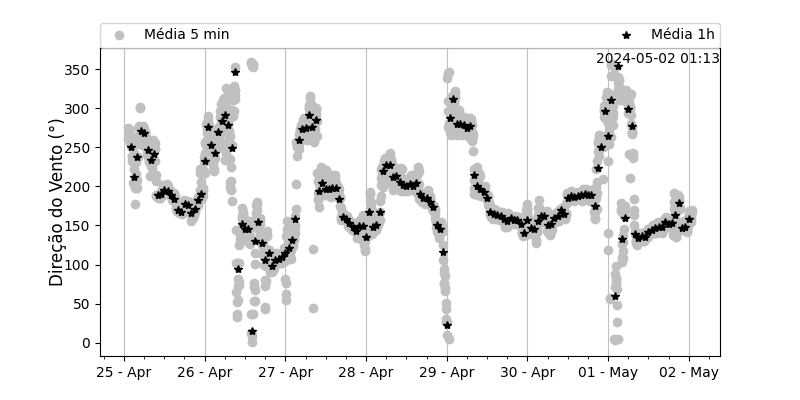 Média 5 min
Média 1h
2024-05-02 01:13
Direção do Vento (°)
350
300
250
200
150
100
50
0
25 - Apr
26 - Apr
27 - Apr
28 - Apr
29 - Apr
30 - Apr
01 - May
02 - May